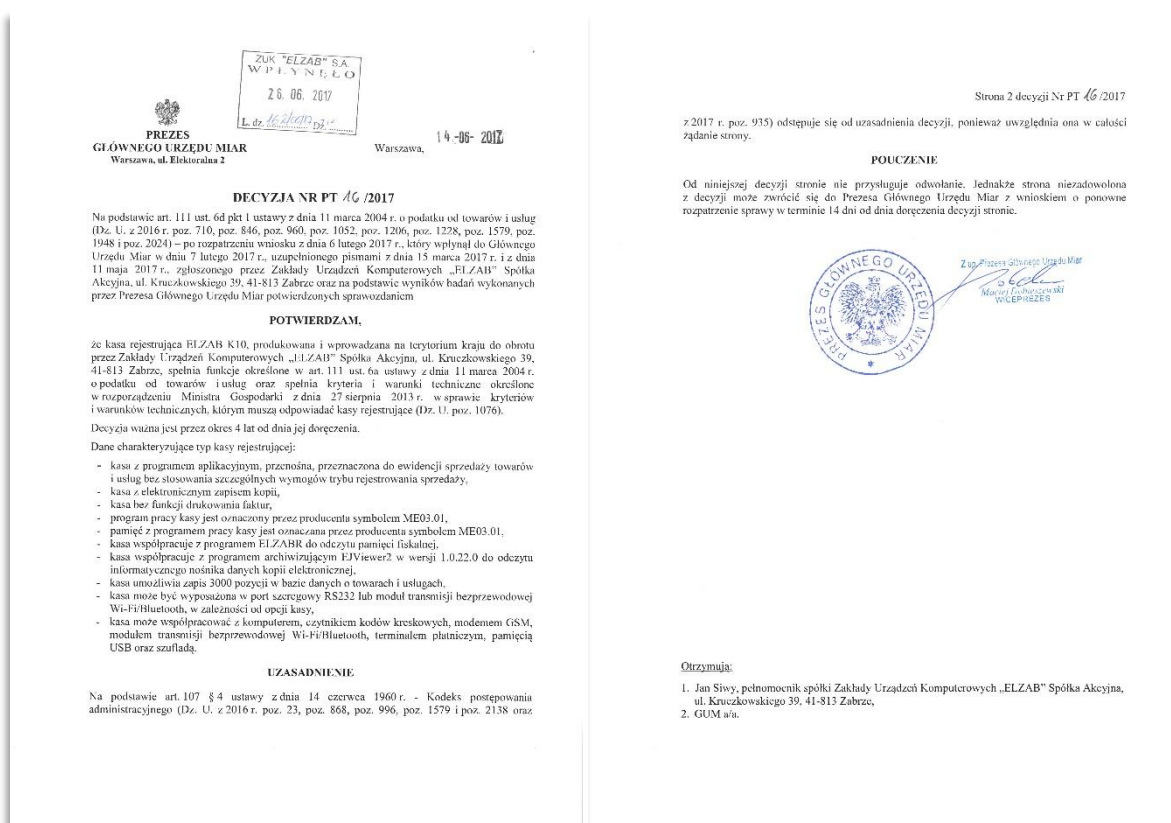 ZUK "ELZAB" S.A.
WPŁYNĘŁO
26. 06. 2017
L. dz.
PREZES
GŁÓWNEGO URZĘDU MIAR
Warszawa, ul. Elektoralna 2
Warszawa,
14-06- 2017
DECYZJA NR PT 16 /2017
Na podstawie art. 111 ust. 6d pkt 1 ustawy z dnia 11 marca 2004 r. o podatku od towarów i usług
(Dz. U. z 2016 r. poz. 710, poz. 846, poz. 960, poz. 1052, poz. 1206, poz. 1228, poz. 1579, poz.
1948 i poz. 2024) – po rozpatrzeniu wniosku z dnia 6 lutego 2017 r., który wpłynął do Głównego
Urzędu Miar w dniu 7 lutego 2017 r., uzupełnionego pismami z dnia 15 marca 2017 r. i z dnia
11 maja 2017 r., zgłoszonego przez Zakłady Urządzeń Komputerowych „ELZAB” Spółka
Akcyjna, ul. Kruczkowskiego 39, 41-813 Zabrze oraz na podstawie wyników badań wykonanych
przez Prezesa Głównego Urzędu Miar potwierdzonych sprawozdaniem
POTWIERDZAM,
że kasa rejestrująca ELZAB K10, produkowana i wprowadzana na terytorium kraju do obrotu
przez Zakłady Urządzeń Komputerowych „ELZAB” Spółka Akcyjna, ul. Kruczkowskiego 39,
41-813 Zabrze, spełnia funkcje określone w art. 111 ust. 6a ustawy z dnia 11 marca 2004 r.
o podatku od towarów i usług oraz spełnia kryteria i warunki techniczne określone
w rozporządzeniu Ministra Gospodarki z dnia 27 sierpnia 2013 r. w sprawie kryteriów
i warunków technicznych, którym muszą odpowiadać kasy rejestrujące (Dz. U. poz. 1076).
Decyzja ważna jest przez okres 4 lat od dnia jej doręczenia.
Dane charakteryzujące typ kasy rejestrującej:
- kasa z programem aplikacyjnym, przenośna, przeznaczona do ewidencji sprzedaży towarów
i usług bez stosowania szczególnych wymogów trybu rejestrowania sprzedaży,
- kasa z elektronicznym zapisem kopii,
- kasa bez funkcji drukowania faktur,
- program pracy kasy jest oznaczony przez producenta symbolem ME03.01,
- pamięć z programem pracy kasy jest oznaczana przez producenta symbolem ME03.01,
- kasa współpracuje z programem ELZABR do odczytu pamięci fiskalnej,
- kasa współpracuje z programem archiwizującym EJViewer2 w wersji 1.0.22.0 do odczytu
informatycznego nośnika danych kopii elektronicznej,
- kasa umożliwia zapis 3000 pozycji w bazie danych o towarach i usługach,
- kasa może być wyposażona w port szeregowy RS232 lub moduł transmisji bezprzewodowej
Wi-Fi/Bluetooth, w zależności od opcji kasy,
- kasa może współpracować z komputerem, czytnikiem kodów kreskowych, modemem GSM,
modułem transmisji bezprzewodowej Wi-Fi/Bluetooth, terminalem płatniczym, pamięcią
USB oraz szufladą.
UZASADNIENIE
Na podstawie art. 107 § 4 ustawy z dnia 14 czerwca 1960 r. - Kodeks postępowania
administracyjnego (Dz. U. z 2016 r. poz. 23, poz. 868, poz. 996, poz. 1579 i poz. 2138 oraz
Strona 2 decyzji Nr PT 16 /2017
z 2017 r. poz. 935) odstępuje się od uzasadnienia decyzji, ponieważ uwzględnia ona w całości
żądanie strony.
POUCZENIE
Od niniejszej decyzji stronie nie przysługuje odwołanie. Jednakże strona niezadowolona
z decyzji może zwrócić się do Prezesa Głównego Urzędu Miar z wnioskiem o ponowne
rozpatrzenie sprawy w terminie 14 dni od dnia doręczenia decyzji stronie.
PREZES GŁÓWNEGO URZĘDU MIAR
Z up. Prezesa Głównego Urzędu Miar
Maciej Dobieszewski
WICEPREZES
Otrzymują:
1. Jan Siwy, pełnomocnik spółki Zakłady Urządzeń Komputerowych „ELZAB” Spółka Akcyjna,
ul. Kruczkowskiego 39, 41-813 Zabrze,
2. GUM a/a.